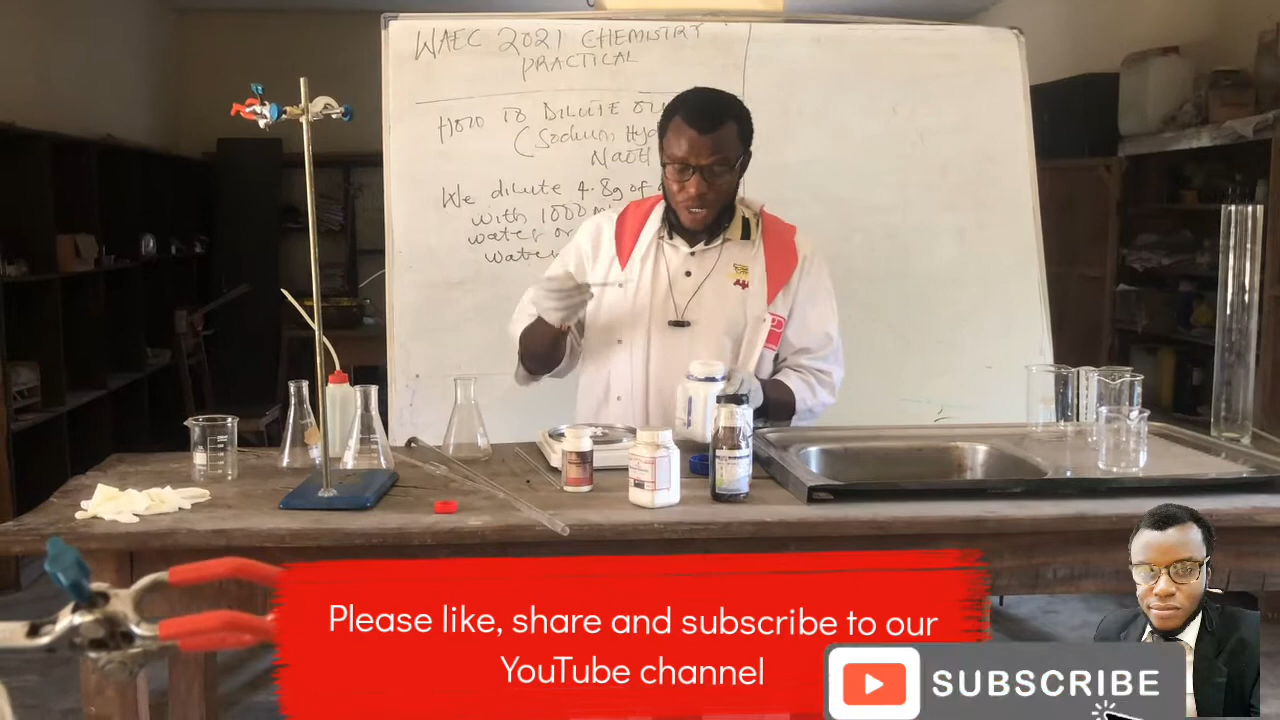 WAEC 2021 CHEMISTRY
PRACTICAL
HOW TO DILUTE
(Sodium
NaOH
We dilute 4.8g of
with 1000
water or
water
Please like, share and subscribe to our
YouTube channel
SUBSCRIBE